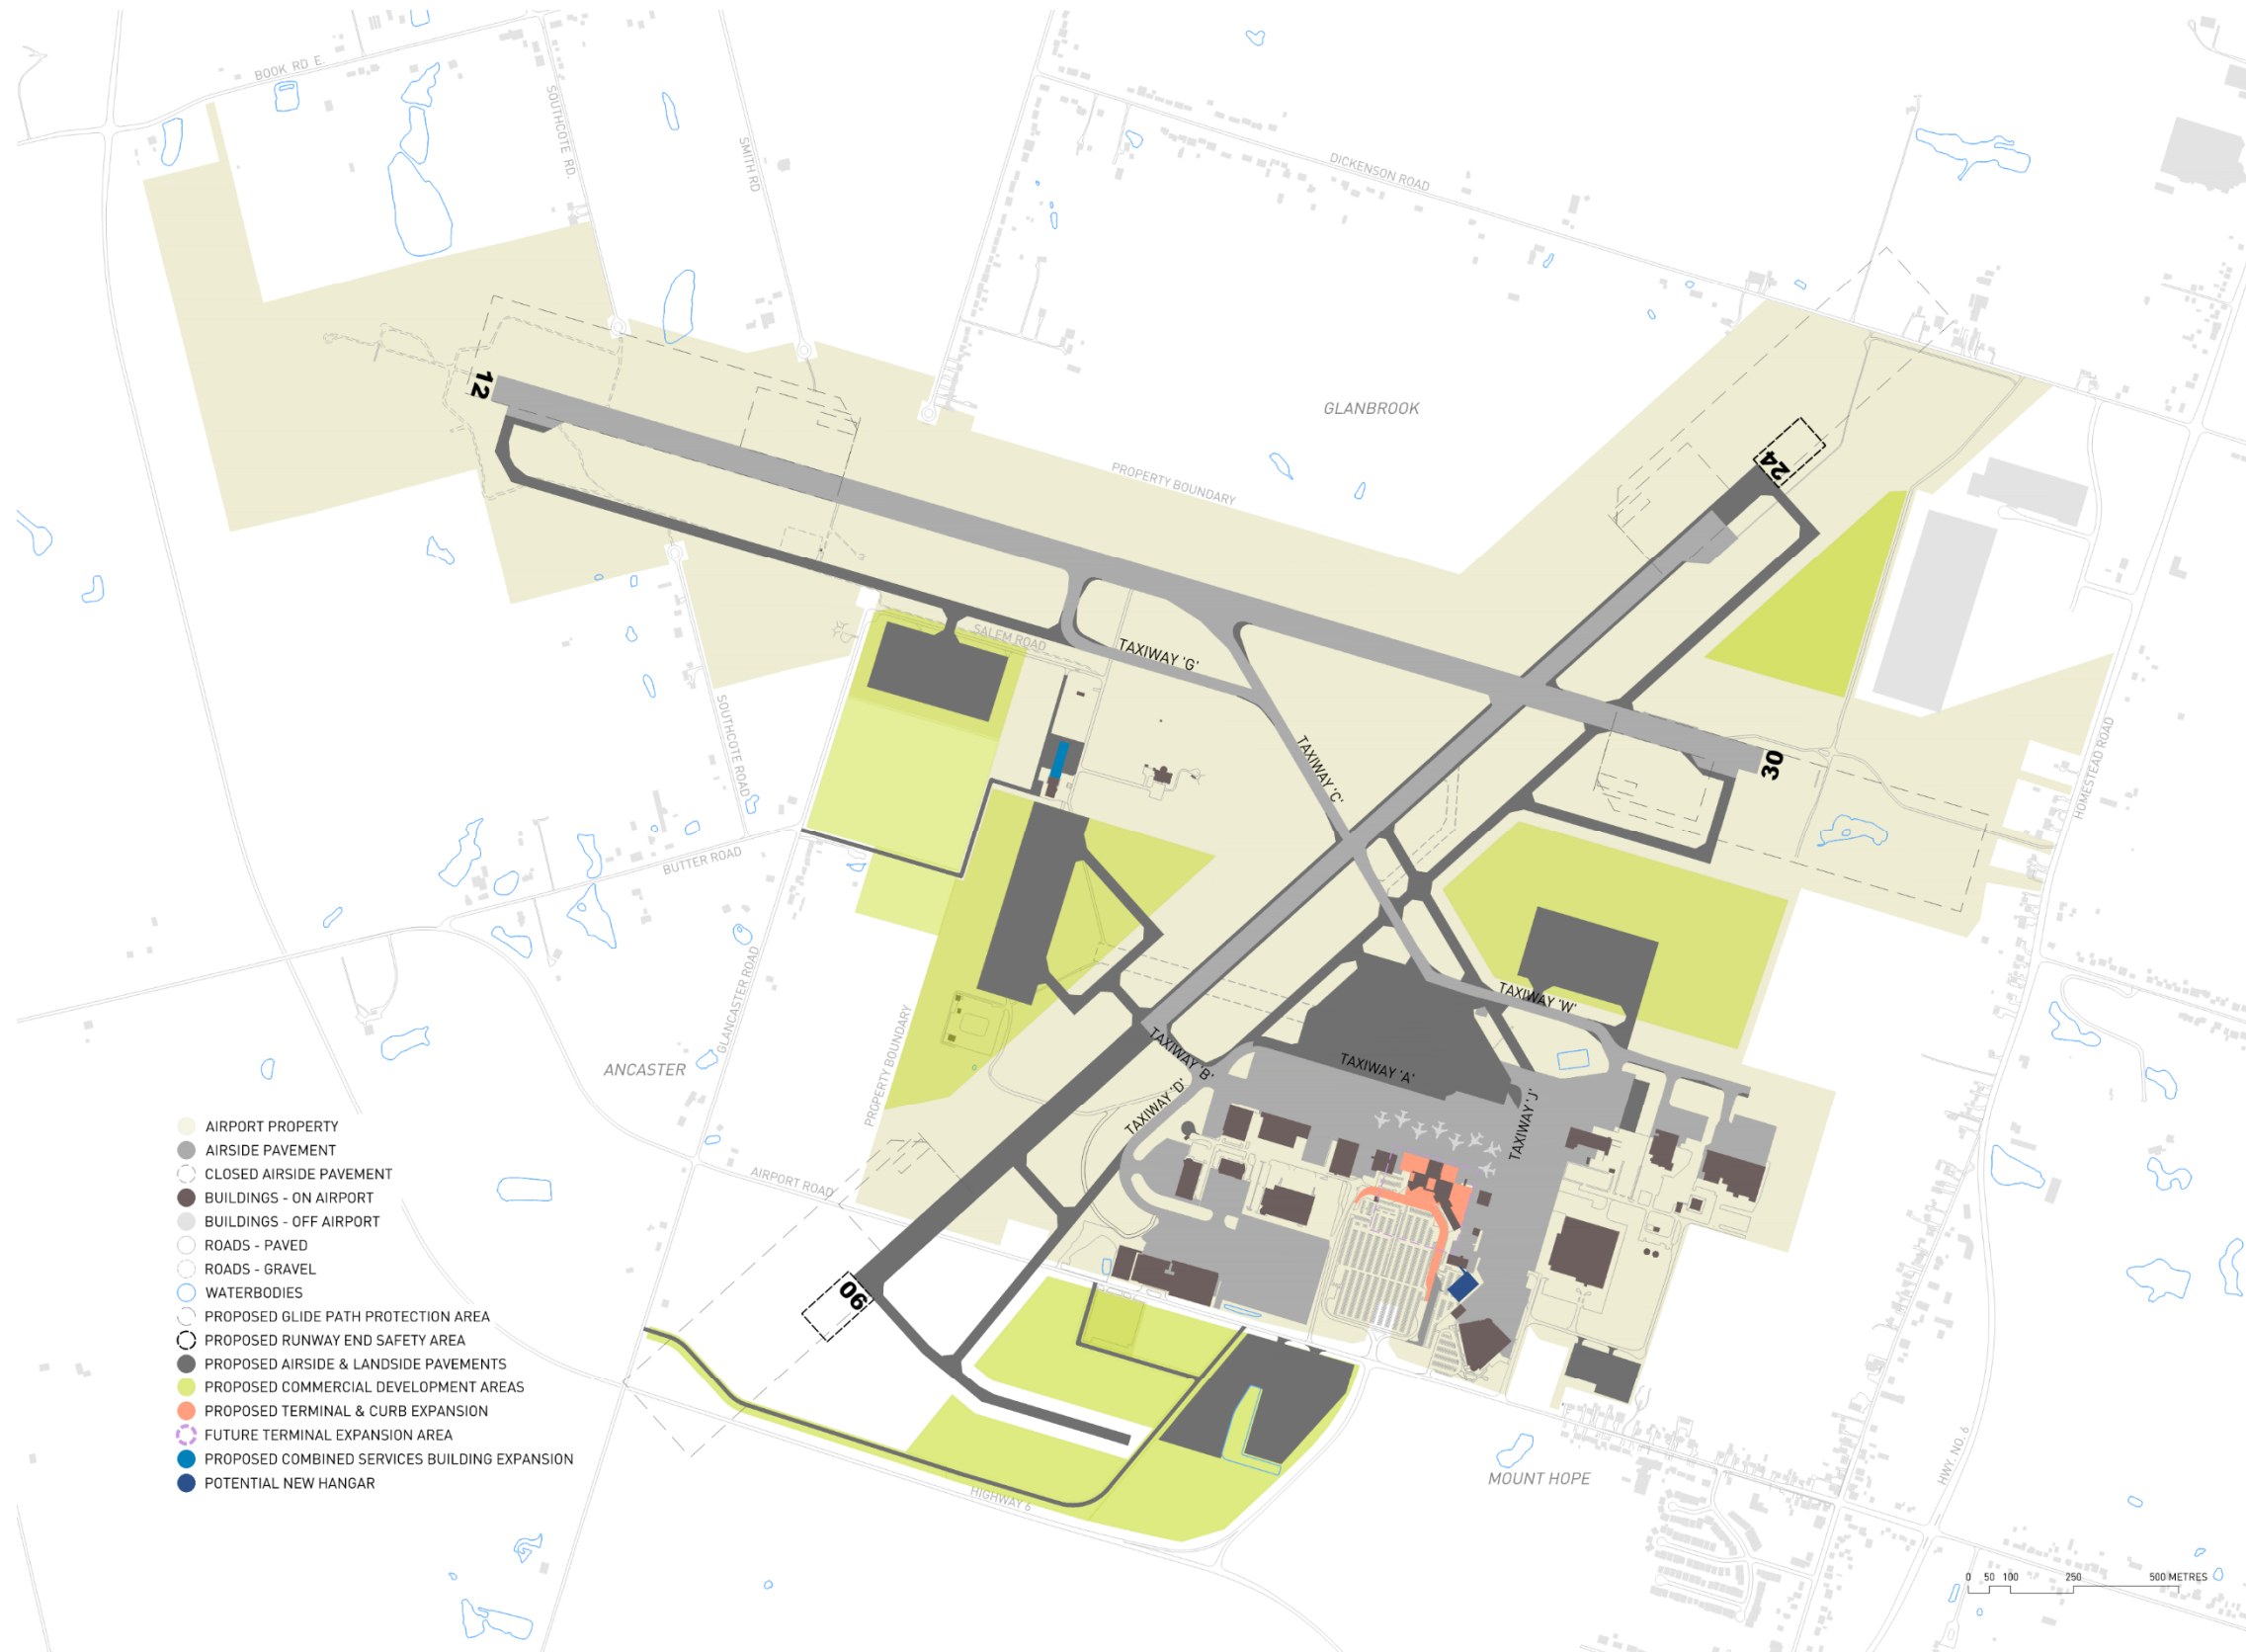 BOOK RD E.
SOUTHCOTE RD.
SMITH RD
DICKENSON ROAD
12
GLANBROOK
24
PROPERTY BOUNDARY
SALEM ROAD
TAXIWAY 'G'
TAXIWAY 'C'
30
HOMESTEAD ROAD
SOUTHCOTE ROAD
BUTTER ROAD
GLANCASTER ROAD
PROPERTY BOUNDARY
TAXIWAY 'W'
TAXIWAY 'B'
TAXIWAY 'A'
TAXIWAY 'D'
TAXIWAY 'J'
ANCASTER
AIRPORT ROAD
06
HIGHWAY 6
MOUNT HOPE
HWY. NO. 6
AIRPORT PROPERTY
AIRSIDE PAVEMENT
CLOSED AIRSIDE PAVEMENT
BUILDINGS - ON AIRPORT
BUILDINGS - OFF AIRPORT
ROADS - PAVED
ROADS - GRAVEL
WATERBODIES
PROPOSED GLIDE PATH PROTECTION AREA
PROPOSED RUNWAY END SAFETY AREA
PROPOSED AIRSIDE & LANDSIDE PAVEMENTS
PROPOSED COMMERCIAL DEVELOPMENT AREAS
PROPOSED TERMINAL & CURB EXPANSION
FUTURE TERMINAL EXPANSION AREA
PROPOSED COMBINED SERVICES BUILDING EXPANSION
POTENTIAL NEW HANGAR
0 50 100 250 500 METRES